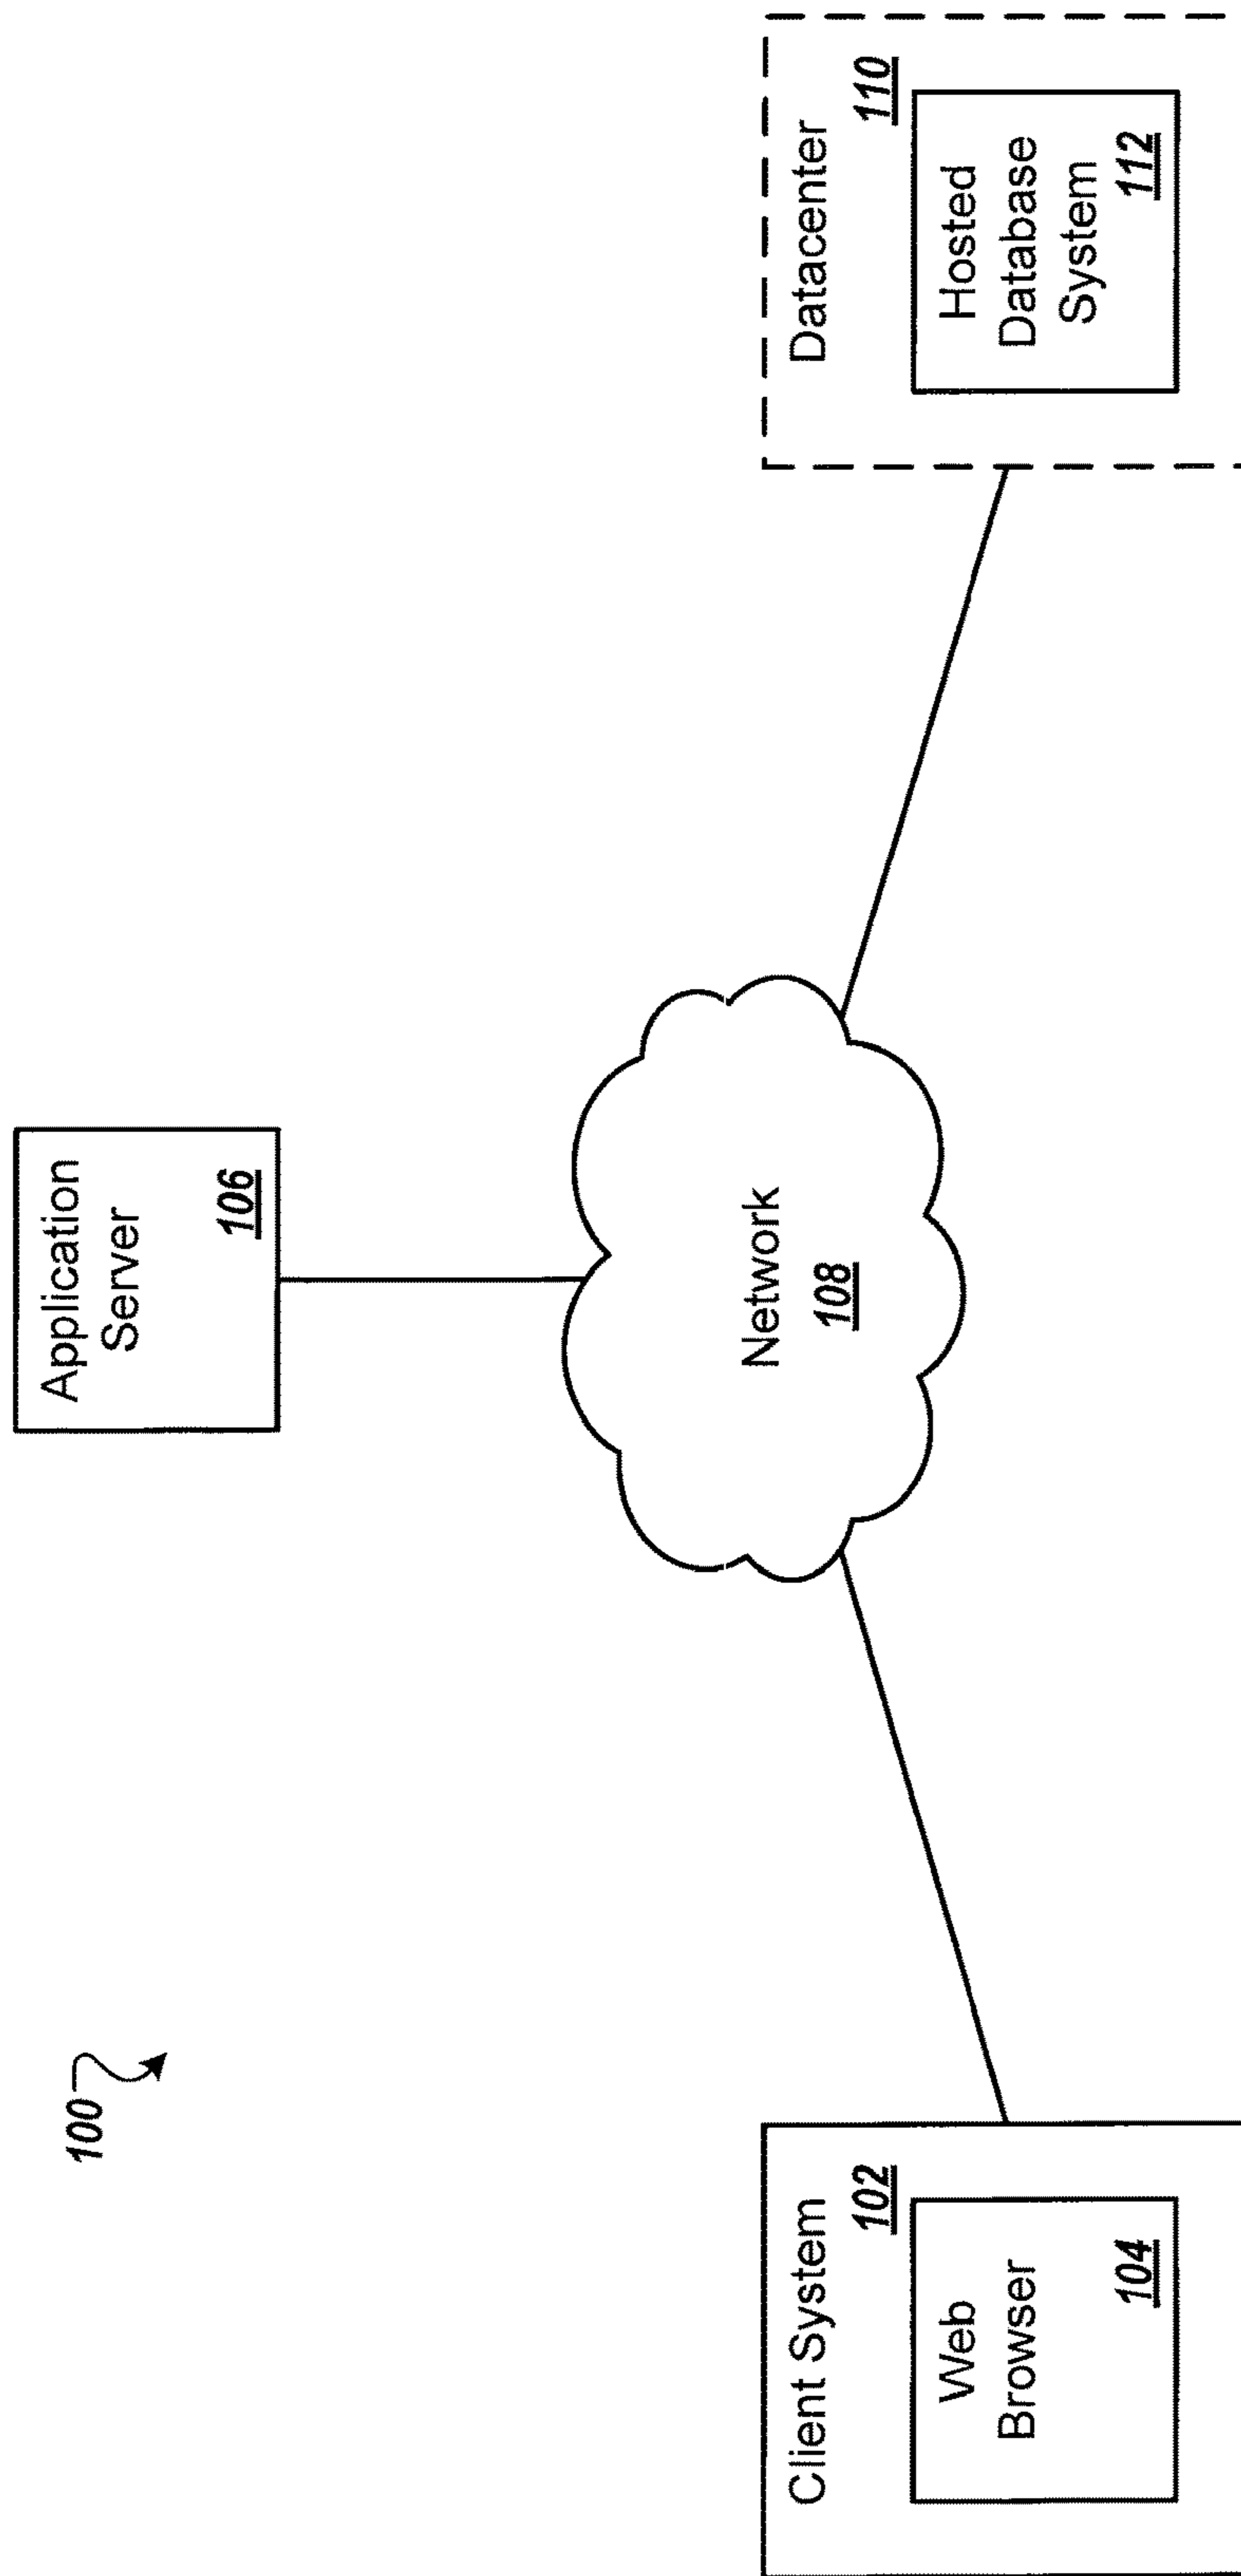 100
Application
Server
106
Network
108
Client System
102
Web
Browser
104
Datacenter
110
Hosted
Database
System
112